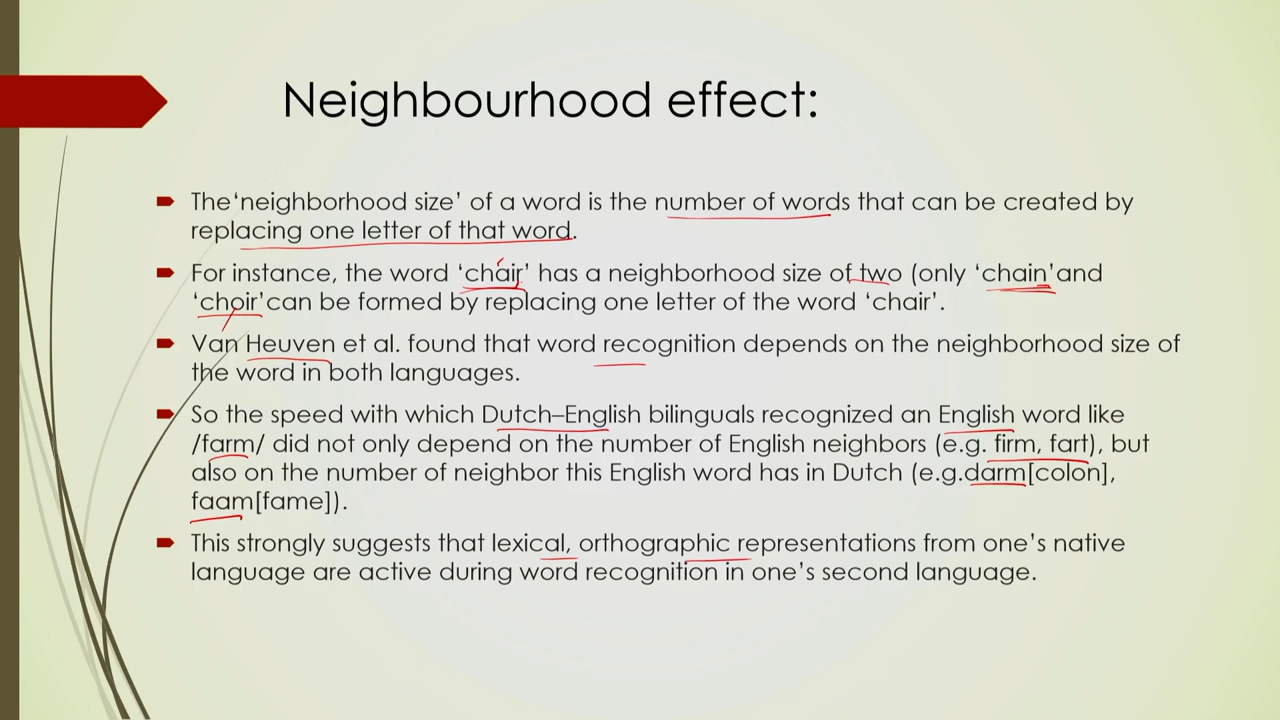 Neighbourhood effect:
The‘neighborhood size’ of a word is the number of words that can be created by
replacing one letter of that word.
For instance, the word ‘chair’ has a neighborhood size of two (only ‘chain’and
‘choir’can be formed by replacing one letter of the word ‘chair’.
Van Heuven et al. found that word recognition depends on the neighborhood size of
the word in both languages.
So the speed with which Dutch–English bilinguals recognized an English word like
/farm/ did not only depend on the number of English neighbors (e.g. firm, fart), but
also on the number of neighbor this English word has in Dutch (e.g.darm[colon],
faam[fame]).
This strongly suggests that lexical, orthographic representations from one’s native
language are active during word recognition in one’s second language.